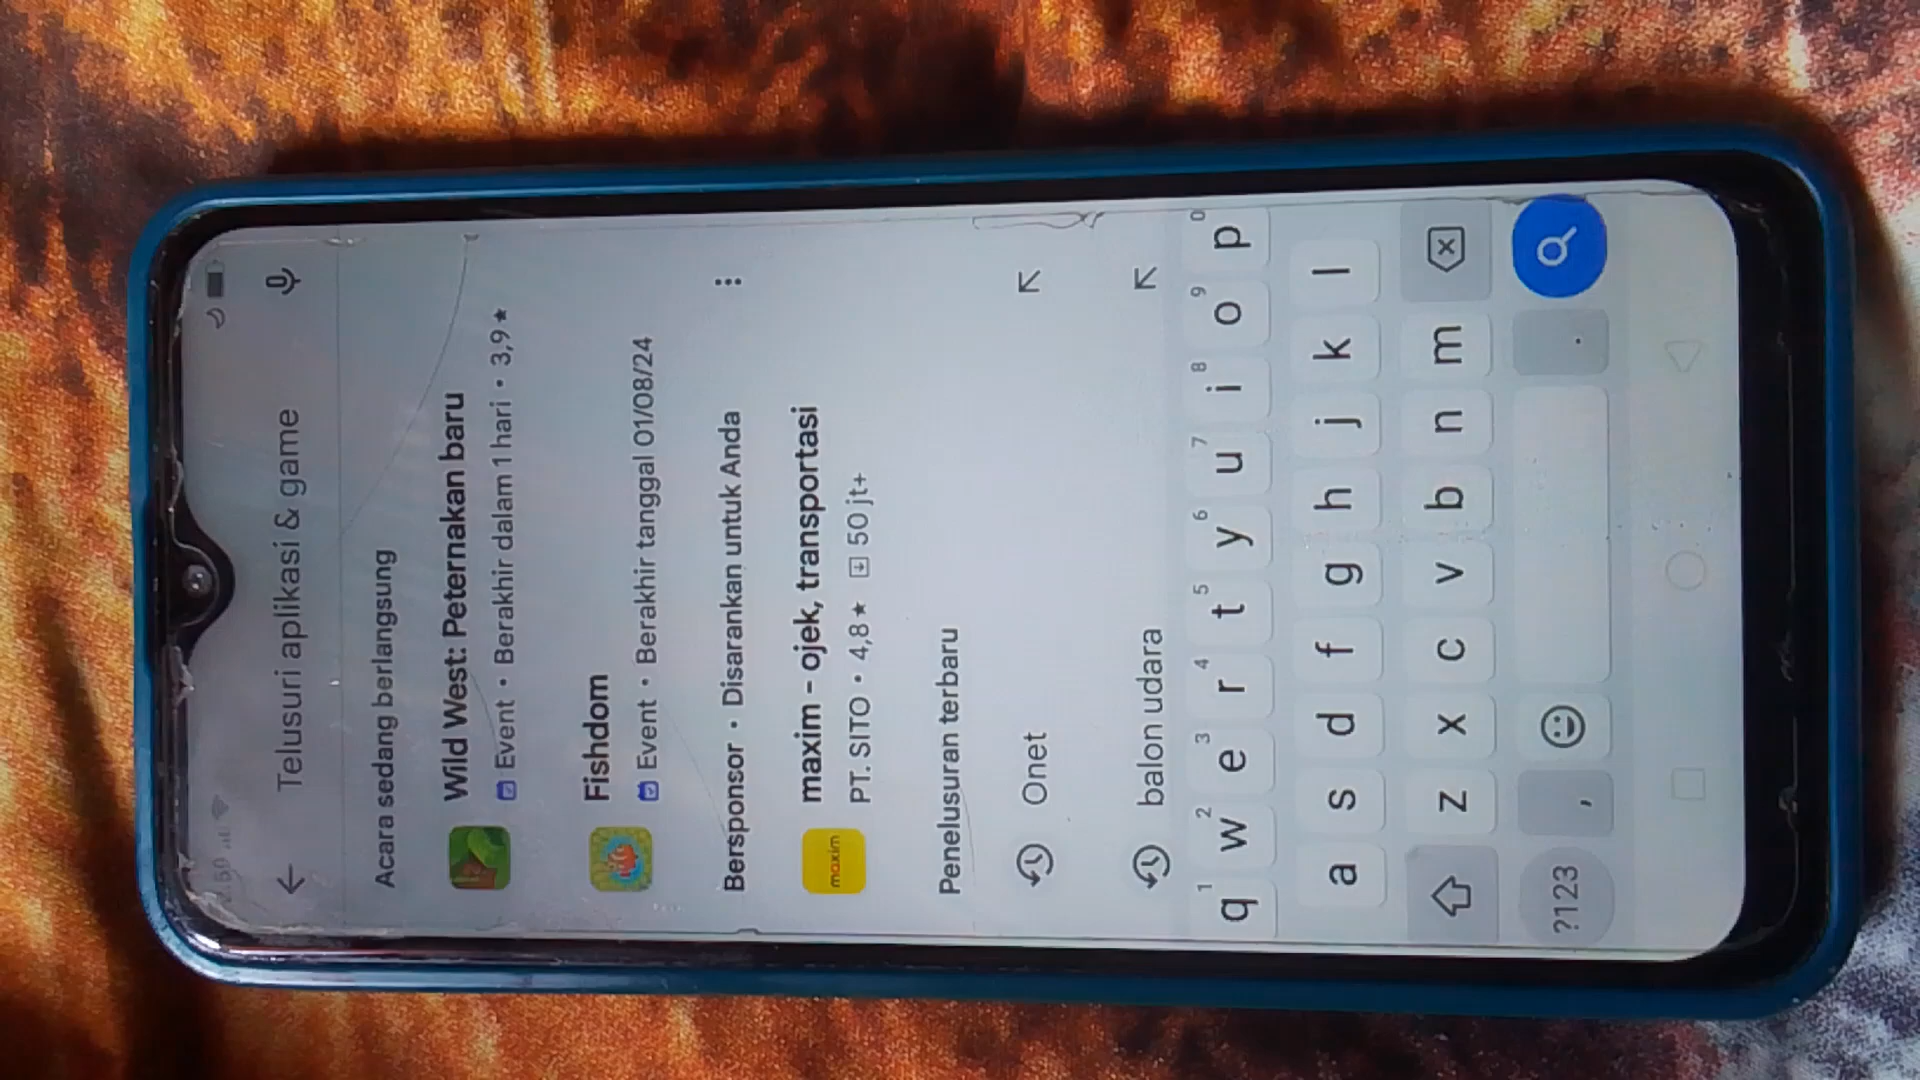 Telusuri aplikasi & game
Acara sedang berlangsung
Wild West: Peternakan baru
Event • Berakhir dalam 1 hari • 3,9★
Fishdom
Event • Berakhir tanggal 01/08/24
Bersponsor • Disarankan untuk Anda
maxim
maxim – ojek, transportasi
PT. SITO • 4,8★ 50 jt+
Penelusuran terbaru
Onet
balon udara
1 2 3 4 5 6 7 8 9 0
q w e r t y u i o p
a s d f g h j k l
z x c v b n m
?123 , .